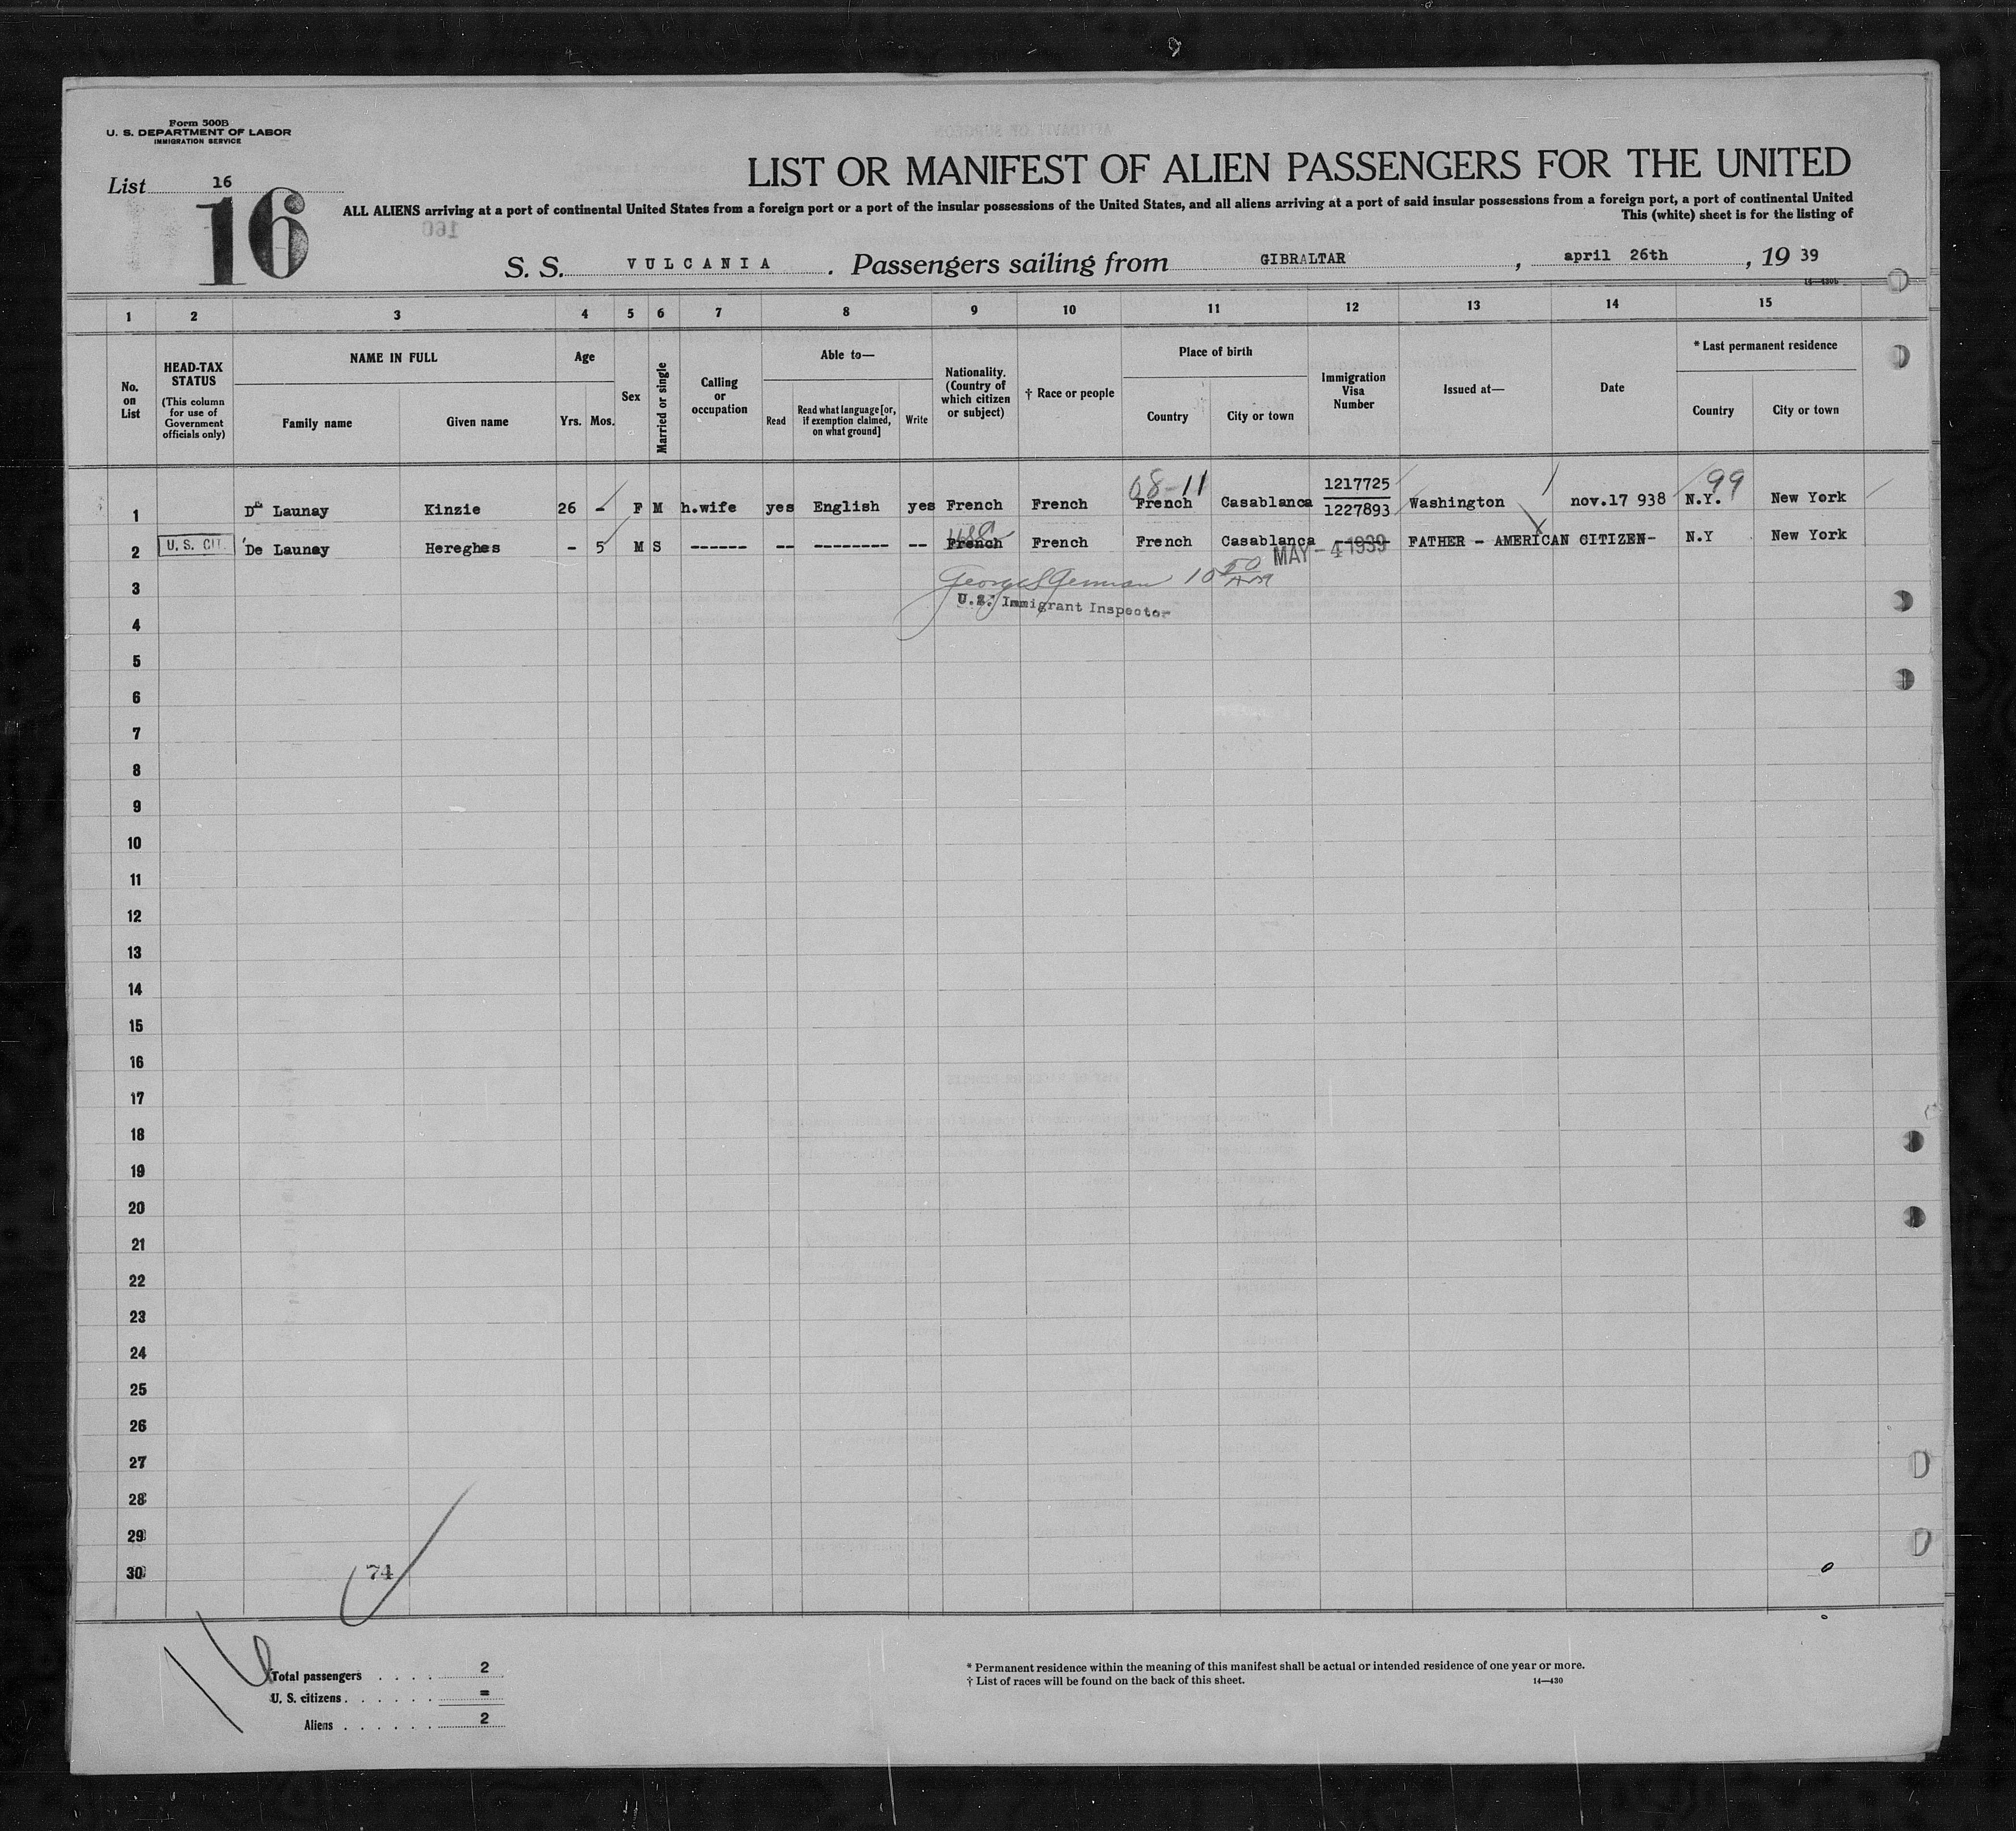 Form 500B
U. S. DEPARTMENT OF LABOR
IMMIGRATION SERVICE
List 16
16
LIST OR MANIFEST OF ALIEN PASSENGERS FOR THE UNITED
ALL ALIENS arriving at a port of continental United States from a foreign port or a port of the insular possessions of the United States, and all aliens arriving at a port of said insular possessions from a foreign port, a port of continental United
This (white) sheet is for the listing of
S. S. VULCANIA . Passengers sailing from GIBRALTAR , april 26th , 19 39
14—430b
1 2 3 4 5 6 7 8 9 10 11 12 13 14 15
No. on List
HEAD-TAX STATUS
(This column for use of Government officials only)
NAME IN FULL
Family name Given name
Age
Yrs. Mos.
Sex
Married or single
Calling or occupation
Able to—
Read Read what language [or, if exemption claimed, on what ground] Write
Nationality. (Country of which citizen or subject)
† Race or people
Place of birth
Country City or town
Immigration Visa Number
Issued at—
Date
* Last permanent residence
Country City or town
68-11 1217725 99
1 De Launay Kinzie 26 - F M h.wife yes English yes French French French Casablanca 1227893 Washington nov.17 938 N.Y. New York
USA
2 U. S. CIT. De Launay Hereghes - 5 M S ------ -- -------- -- French French French Casablanca ----- FATHER - AMERICAN CITIZEN- N.Y New York
MAY - 4 1939
3 10 50 AM
U.S. Immigrant Inspector
4
5
6
7
8
9
10
11
12
13
14
15
16
17
18
19
20
21
22
23
24
25
26
27
28
29
30
74
16
Total passengers . . . . 2
U. S. citizens . . . . . . =
Aliens . . . . . . 2
* Permanent residence within the meaning of this manifest shall be actual or intended residence of one year or more.
† List of races will be found on the back of this sheet. 14—430